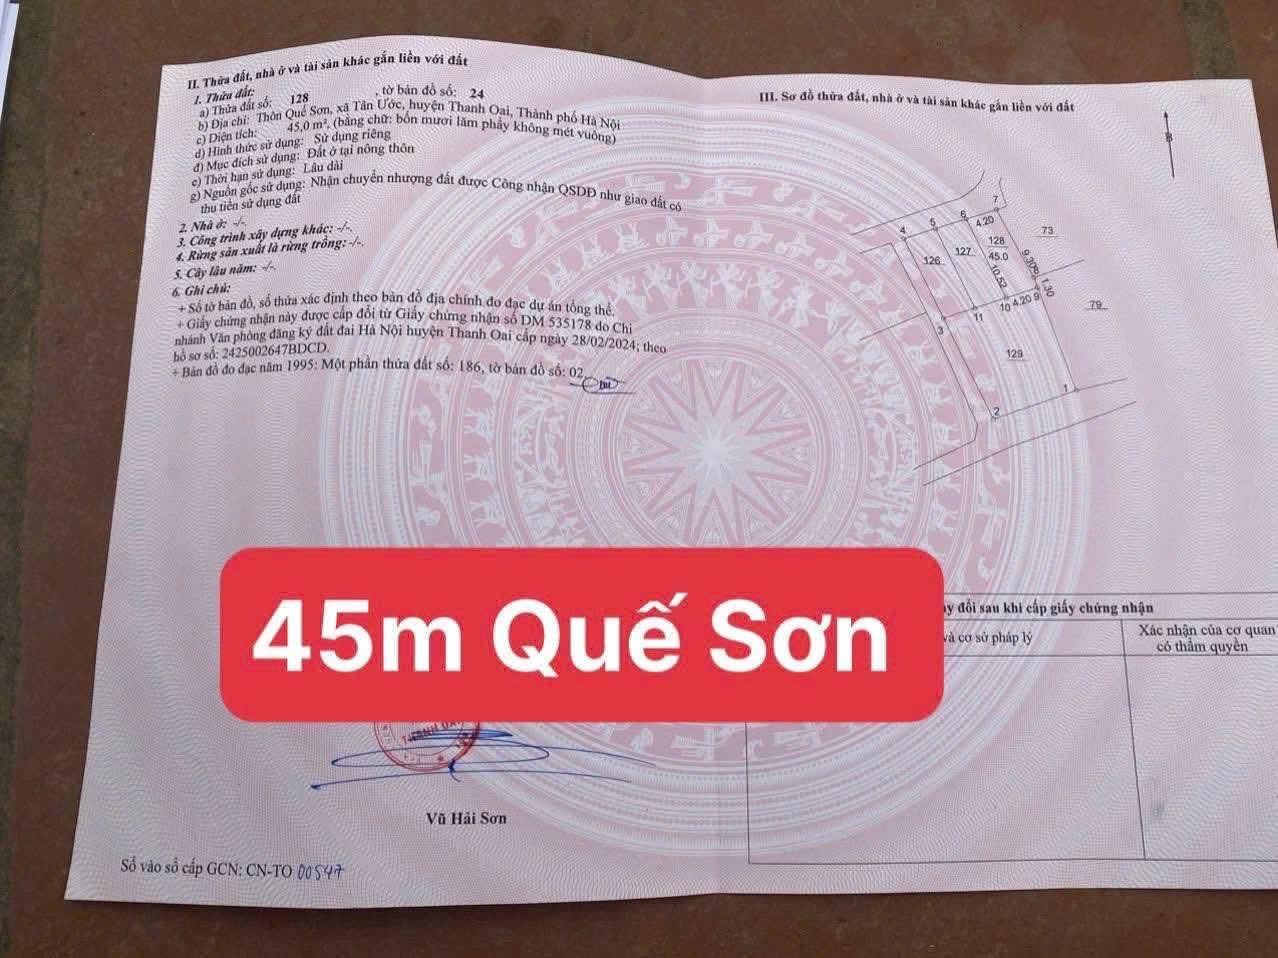 II. Thửa đất, nhà ở và tài sản khác gắn liền với đất
1. Thửa đất:
a) Thửa đất số: 128 , tờ bản đồ số: 24
b) Địa chỉ: Thôn Quế Sơn, xã Tân Ước, huyện Thanh Oai, Thành phố Hà Nội
c) Diện tích: 45,0 m², (bằng chữ: bốn mươi lăm phẩy không mét vuông)
d) Hình thức sử dụng: Sử dụng riêng
đ) Mục đích sử dụng: Đất ở tại nông thôn
e) Thời hạn sử dụng: Lâu dài
g) Nguồn gốc sử dụng: Nhận chuyển nhượng đất được Công nhận QSDĐ như giao đất có
thu tiền sử dụng đất
2. Nhà ở: -/-.
3. Công trình xây dựng khác: -/-.
4. Rừng sản xuất là rừng trồng: -/-.
5. Cây lâu năm: -/-.
6. Ghi chú:
+ Số tờ bản đồ, số thửa xác định theo bản đồ địa chính đo đạc dự án tổng thể.
+ Giấy chứng nhận này được cấp đổi từ Giấy chứng nhận số DM 535178 do Chi
nhánh Văn phòng đăng ký đất đai Hà Nội huyện Thanh Oai cấp ngày 28/02/2024; theo
hồ sơ số: 2425002647BDCD.
+ Bản đồ đo đạc năm 1995: Một phần thửa đất số: 186, tờ bản đồ số: 02.
III. Sơ đồ thửa đất, nhà ở và tài sản khác gắn liền với đất
B
7
6
4.20
5
4
73
128
45.0
127
126
9.30
8
1.30
10.52
10
4.20
9
79
11
3
129
1
2
45m Quế Sơn
ay đổi sau khi cấp giấy chứng nhận
và cơ sở pháp lý
Xác nhận của cơ quan
có thẩm quyền
THANH OAI
Vũ Hải Sơn
Số vào sổ cấp GCN: CN-TO 00547